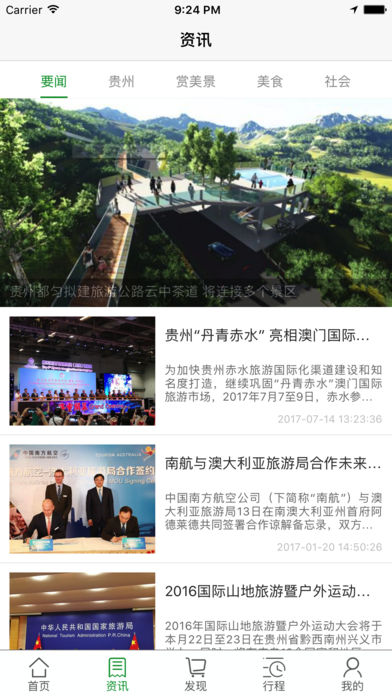 Carrier 9:24 PM
资讯
要闻 贵州 赏美景 美食 社会
贵州都匀拟建旅游公路云中茶道 将连接多个景区
贵州“丹青赤水” 亮相澳门国际...
为加快贵州赤水旅游国际化渠道建设和知
名度打造，继续巩固“丹青赤水”澳门国际
旅游市场，2017年7月7至9日，赤水参...
2017-07-14 13:23:36
中国南方航空
TOURISM AUSTRALIA
南航与澳大利亚旅游局合作未来...
中国南方航空公司（下简称“南航”）与澳
大利亚旅游局13日在南澳大利亚州首府阿
德莱德共同签署合作谅解备忘录，双方...
2017-01-20 14:50:26
中华人民共和国国家旅游局
National Tourism Administration P.R.China
2016国际山地旅游暨户外运动...
2016年国际山地旅游暨户外运动大会将于
本月22日至23日在贵州省黔西南州兴义市
首页 资讯 发现 行程 我的